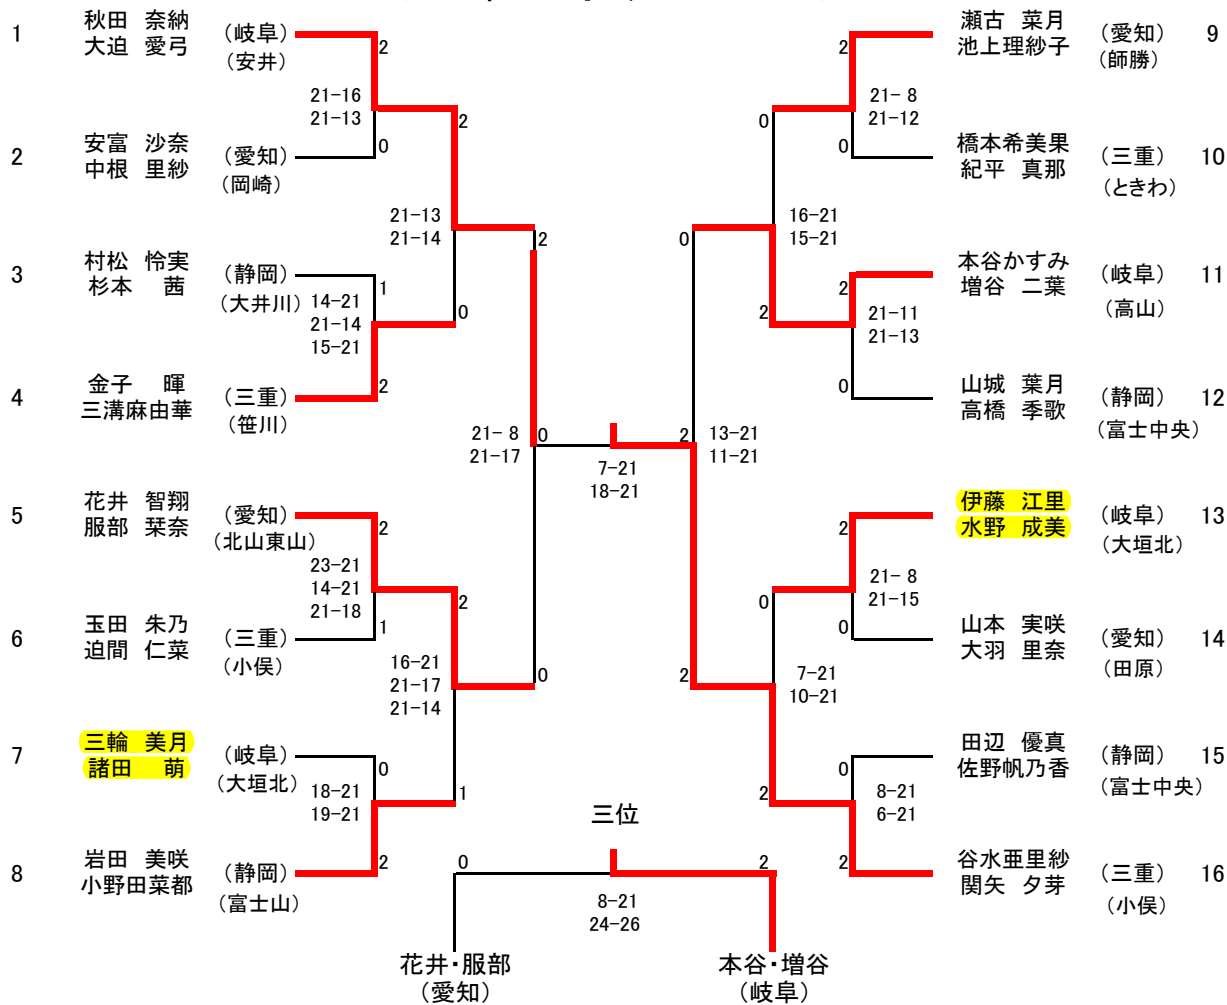 1
秋田 奈納
大迫 愛弓
(岐阜)
(安井)
2
安富 沙奈
中根 里紗
(愛知)
(岡崎)
3
村松 怜実
杉本 茜
(静岡)
(大井川)
4
金子 暉
三溝麻由華
(三重)
(笹川)
5
花井 智翔
服部 栞奈
(愛知)
(北山東山)
6
玉田 朱乃
迫間 仁菜
(三重)
(小俣)
7
三輪 美月
諸田 萌
(岐阜)
(大垣北)
8
岩田 美咲
小野田菜都
(静岡)
(富士山)
2
21-16
21-13
0
1
14-21
21-14
15-21
2
2
23-21
14-21
21-18
1
0
18-21
19-21
2
2
21-13
21-14
0
2
16-21
21-17
21-14
1
2
21- 8
21-17
0
0
7-21
18-21
2
0
13-21
11-21
2
0
16-21
15-21
2
0
7-21
10-21
2
2
21- 8
21-12
0
2
21-11
21-13
0
2
21- 8
21-15
0
0
8-21
6-21
2
瀬古 菜月
池上理紗子
(愛知)
(師勝)
9
橋本希美果
紀平 真那
(三重)
(ときわ)
10
本谷かすみ
増谷 二葉
(岐阜)
(高山)
11
山城 葉月
高橋 季歌
(静岡)
(富士中央)
12
伊藤 江里
水野 成美
(岐阜)
(大垣北)
13
山本 実咲
大羽 里奈
(愛知)
(田原)
14
田辺 優真
佐野帆乃香
(静岡)
(富士中央)
15
谷水亜里紗
関矢 夕芽
(三重)
(小俣)
16
三位
0
2
8-21
24-26
花井・服部
(愛知)
本谷・増谷
(岐阜)